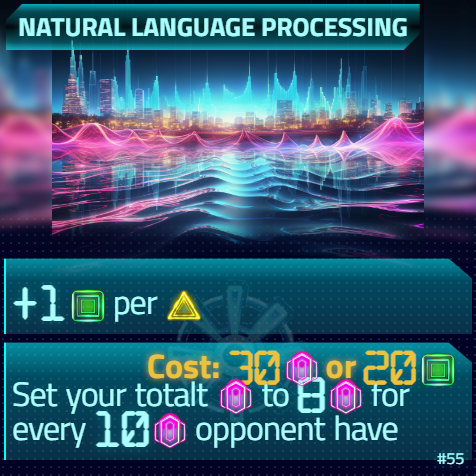 NATURAL LANGUAGE PROCESSING
+1 per
Cost: 30 or 20
Set your totalt to 8 for
every 10 opponent have
#55